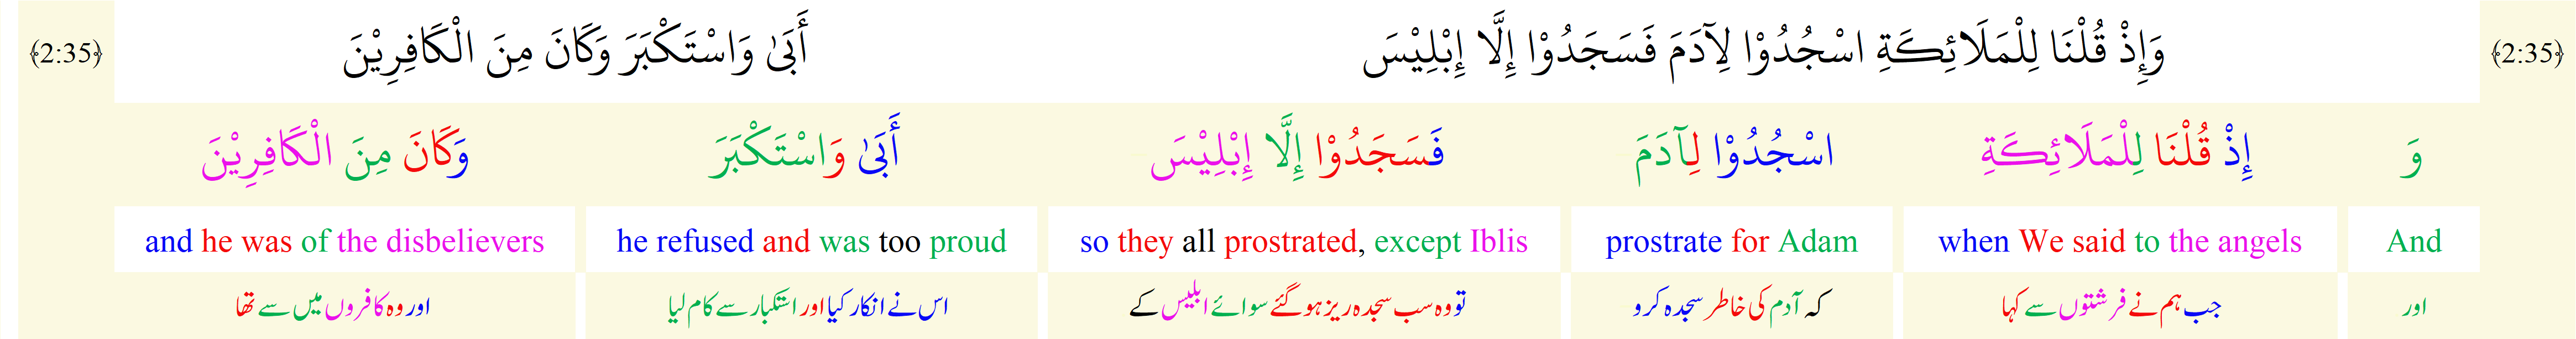 ﴿2:35﴾ وَإِذْ قُلْنَا لِلْمَلَائِكَةِ اسْجُدُوْا لِآدَمَ فَسَجَدُوْا إِلَّا إِبْلِيْسَ أَبَىٰ وَاسْتَكْبَرَ وَكَانَ مِنَ الْكَافِرِيْنَ ﴿2:35﴾
وَ إِذْ قُلْنَا لِلْمَلَائِكَةِ اسْجُدُوْا لِآدَمَ فَسَجَدُوْا إِلَّا إِبْلِيْسَ أَبَىٰ وَاسْتَكْبَرَ وَكَانَ مِنَ الْكَافِرِيْنَ
And when We said to the angels prostrate for Adam so they all prostrated, except Iblis he refused and was too proud and he was of the disbelievers
اور جب ہم نے فرشتوں سے کہا کہ آدم کی خاطر سجدہ کرو تو وہ سب سجدہ ریز ہو گئے سوائے ابلیس کے اس نے انکار کیا اور استکبار سے کام لیا اور وہ کافروں میں سے تھا